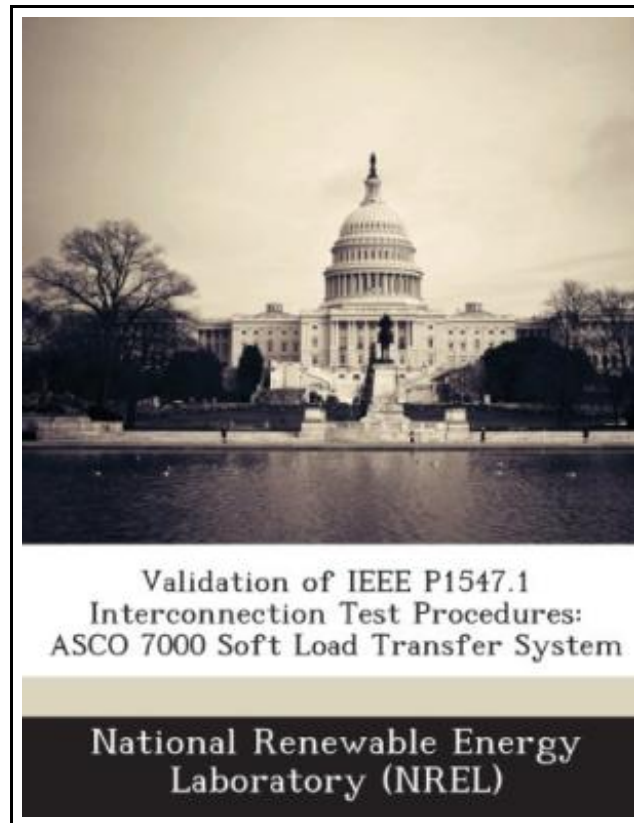 Validation of IEEE P1547.1
Interconnection Test Procedures:
ASCO 7000 Soft Load Transfer System
National Renewable Energy
Laboratory (NREL)